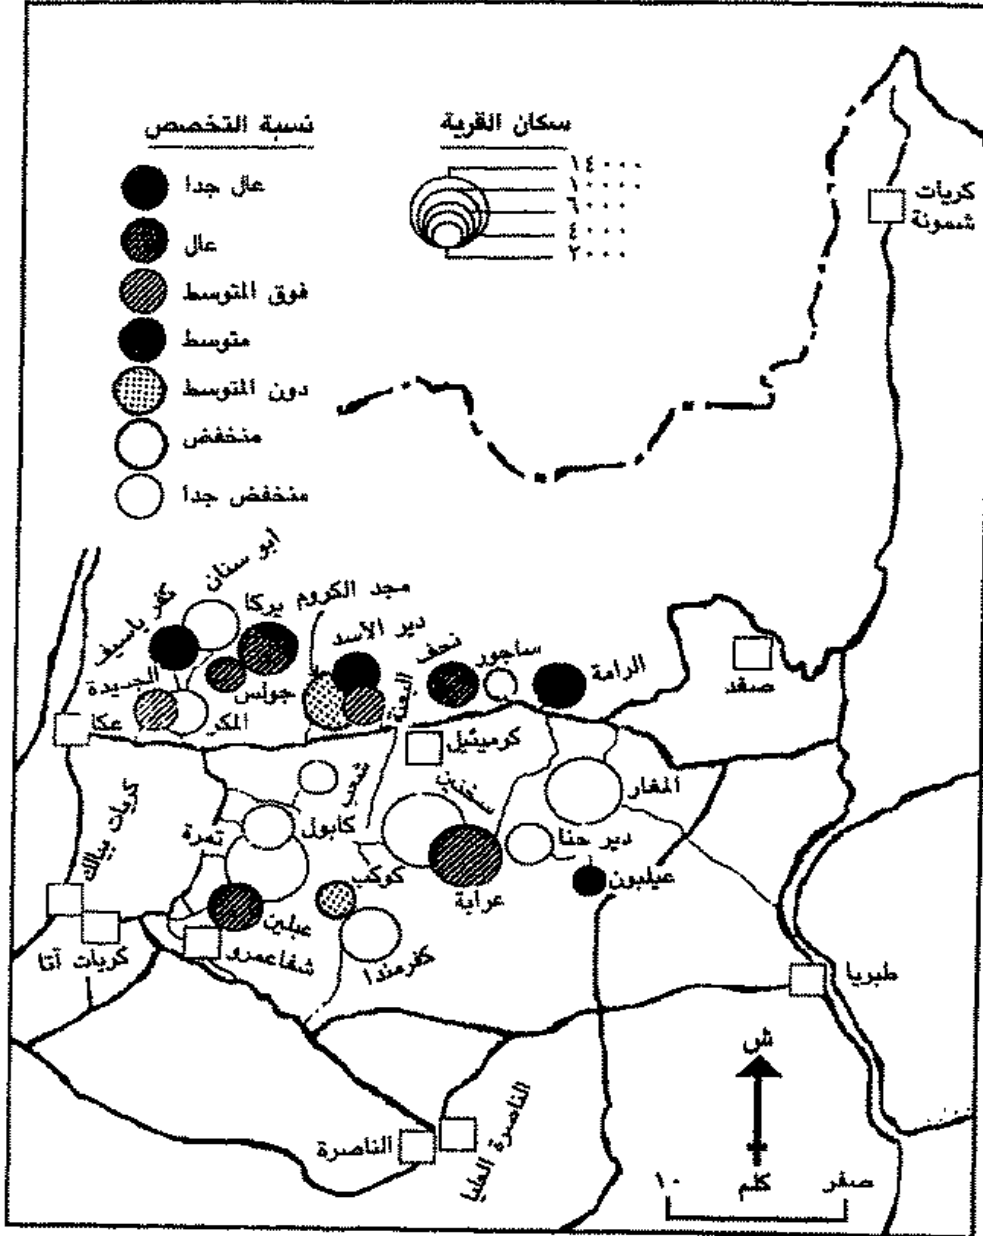 نسبة التخصص
عال جدا
عال
فوق المتوسط
متوسط
دون المتوسط
منخفض
منخفض جدا
سكان القرية
١٤٠٠٠
١٠٠٠٠
٦٠٠٠
٤٠٠٠
٢٠٠٠
كريات
شمونة
ابو سنان
كفر ياسيف
يركا
مجد الكروم
دير الأسد
نحف
ساجور
الرامة
صفد
الجديدة
جولس
البعنة
عكا
المكر
كرميئيل
شعب
سخنين
المغار
كريات بيالك
تمرة
كابول
دير حنا
كوكب
عيلبون
عرابة
عبلين
كريات آتا
شفاعمرو
كفرمندا
طبريا
ش
الناصرة العليا
الناصرة
١٠
كلم
صفر